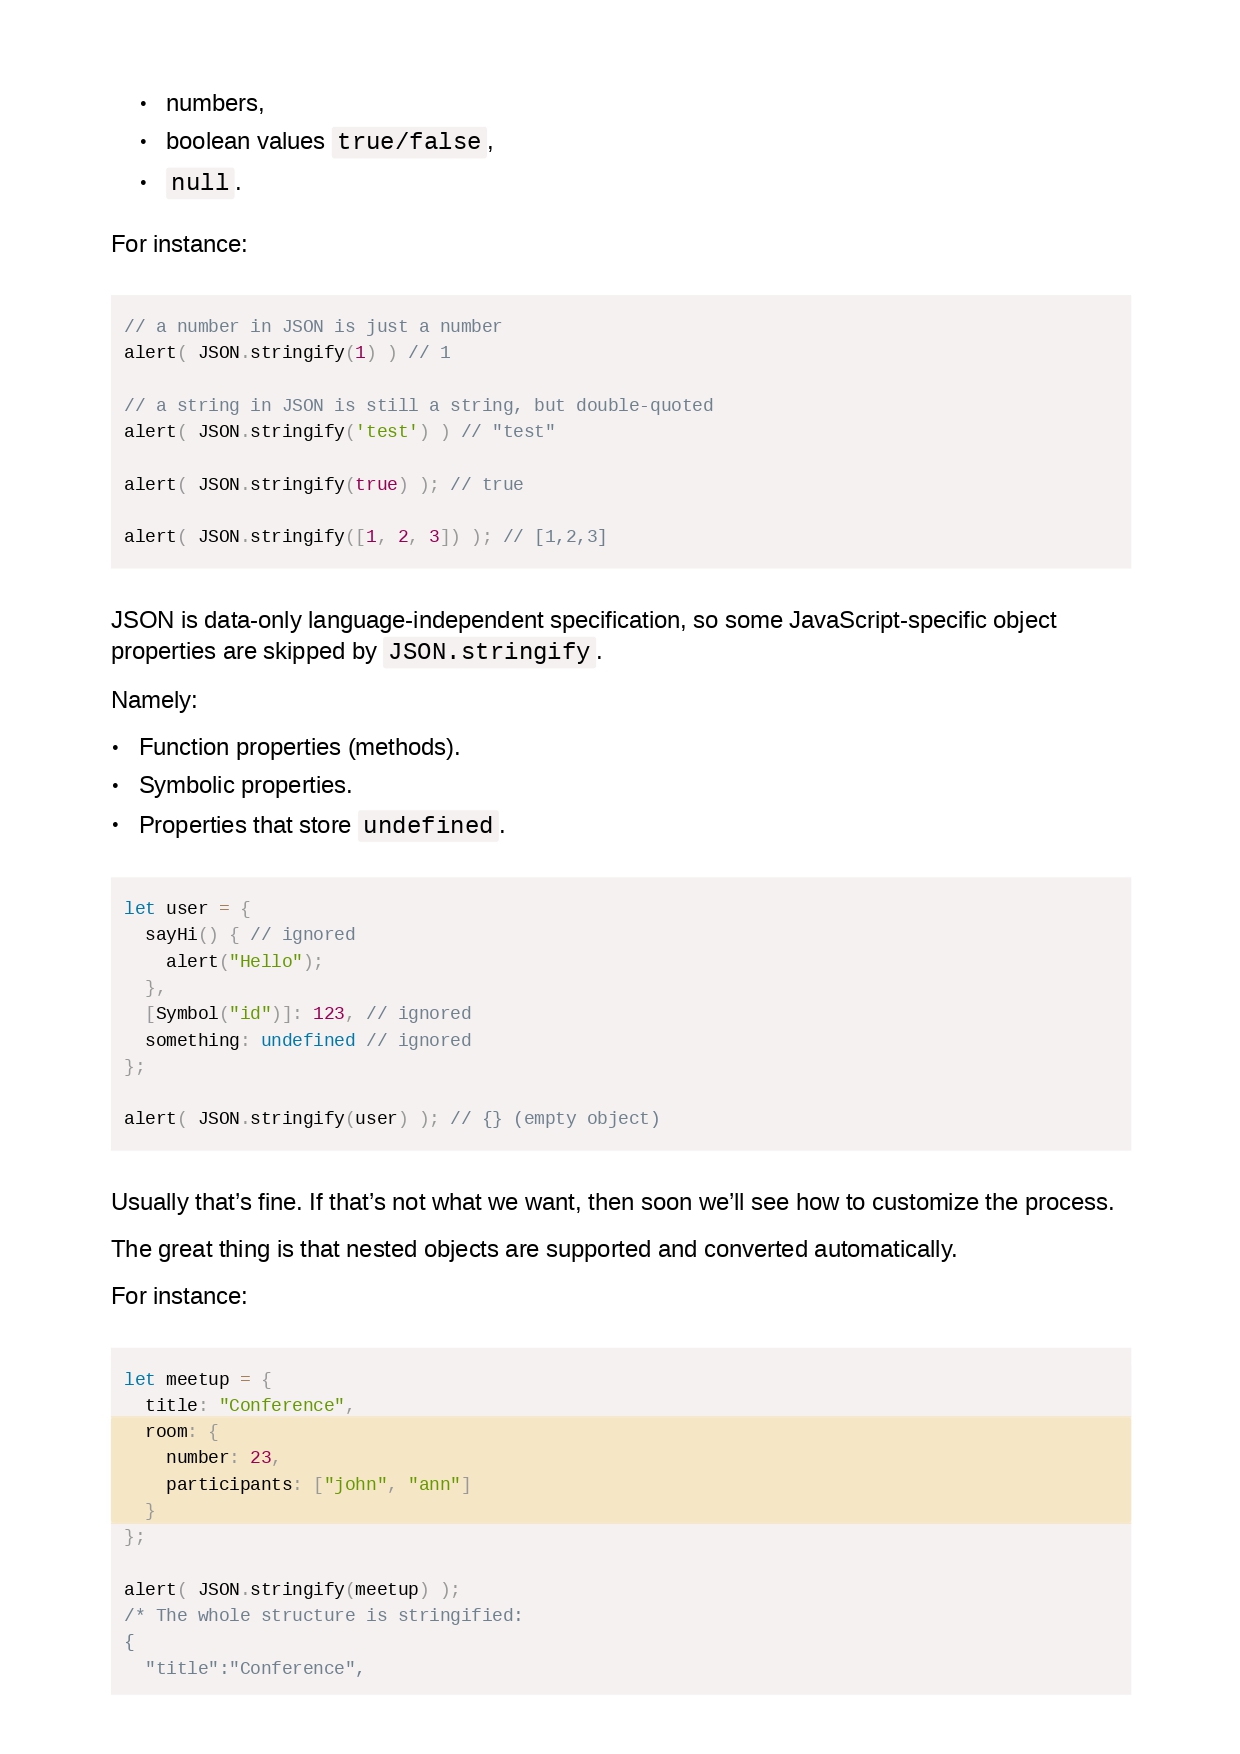 • numbers,
• boolean values true/false,
• null.
For instance:
// a number in JSON is just a number
alert( JSON.stringify(1) ) // 1
// a string in JSON is still a string, but double-quoted
alert( JSON.stringify('test') ) // "test"
alert( JSON.stringify(true) ); // true
alert( JSON.stringify([1, 2, 3]) ); // [1,2,3]
JSON is data-only language-independent specification, so some JavaScript-specific object
properties are skipped by JSON.stringify.
Namely:
• Function properties (methods).
• Symbolic properties.
• Properties that store undefined.
let user = {
  sayHi() { // ignored
    alert("Hello");
  },
  [Symbol("id")]: 123, // ignored
  something: undefined // ignored
};
alert( JSON.stringify(user) ); // {} (empty object)
Usually that’s fine. If that’s not what we want, then soon we’ll see how to customize the process.
The great thing is that nested objects are supported and converted automatically.
For instance:
let meetup = {
  title: "Conference",
  room: {
    number: 23,
    participants: ["john", "ann"]
  }
};
alert( JSON.stringify(meetup) );
/* The whole structure is stringified:
{
  "title":"Conference",